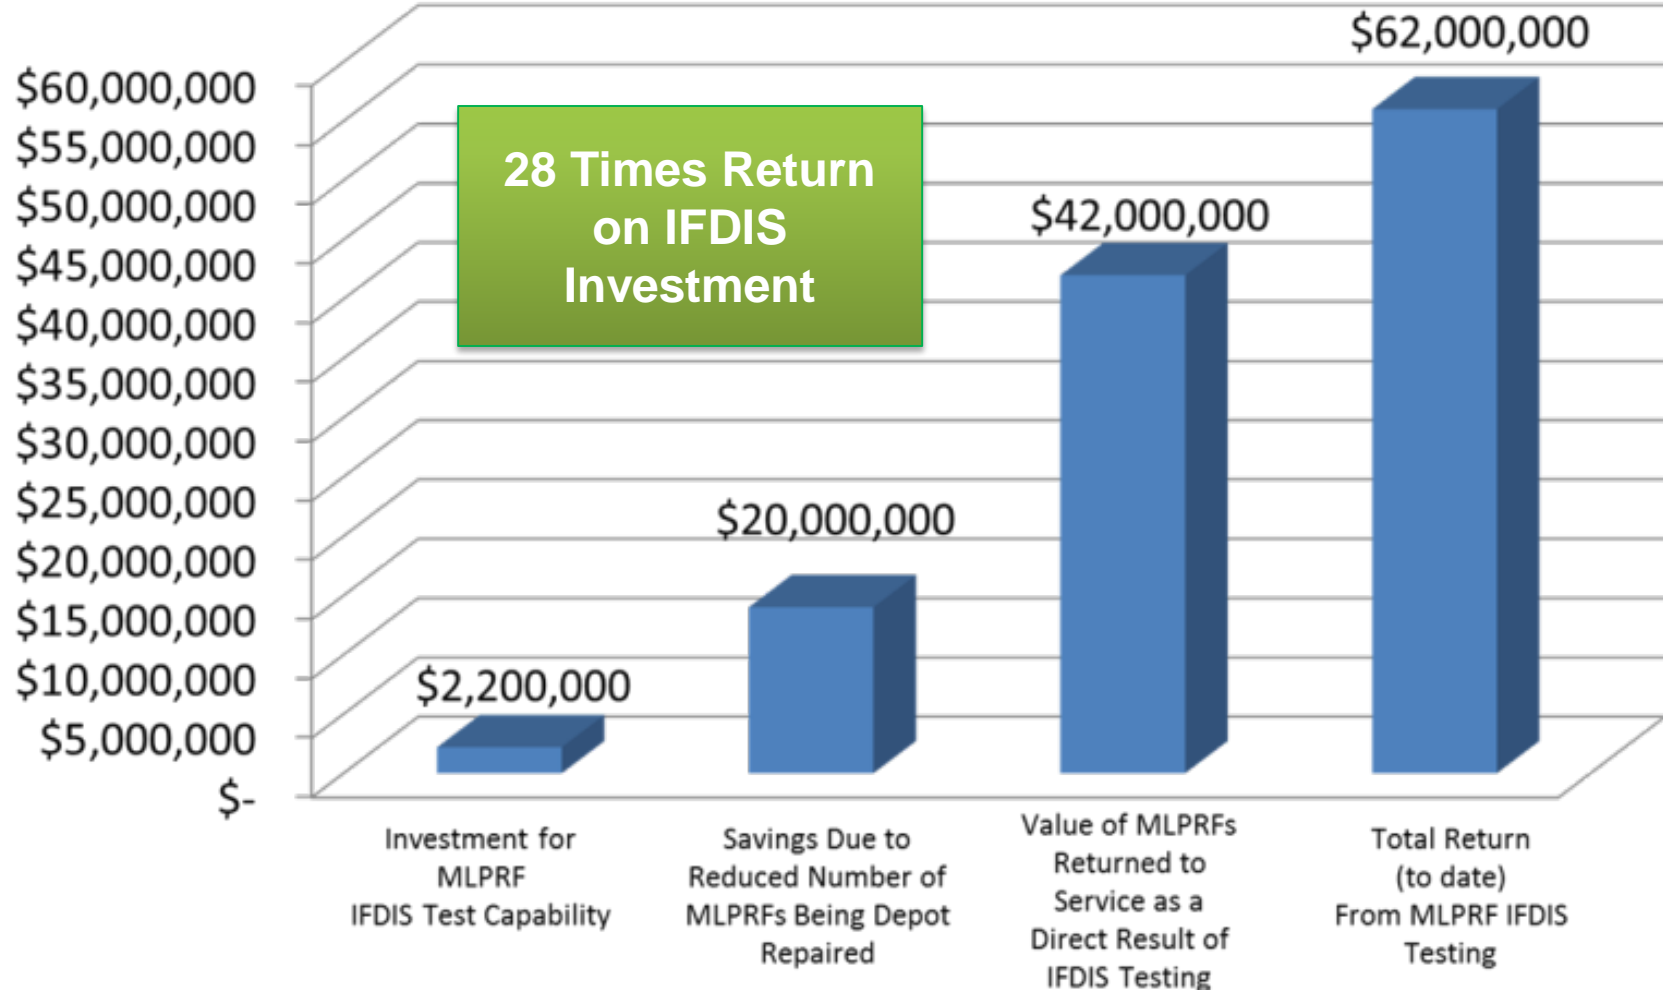 $62,000,000
$60,000,000
$55,000,000
$50,000,000
$45,000,000
$40,000,000
$35,000,000
$30,000,000
$25,000,000
$20,000,000
$15,000,000
$10,000,000
$5,000,000
$-
28 Times Return
on IFDIS
Investment
$42,000,000
$20,000,000
$2,200,000
Investment for
MLPRF
IFDIS Test Capability
Savings Due to
Reduced Number of
MLPRFs Being Depot
Repaired
Value of MLPRFs
Returned to
Service as a
Direct Result of
IFDIS Testing
Total Return
(to date)
From MLPRF IFDIS
Testing